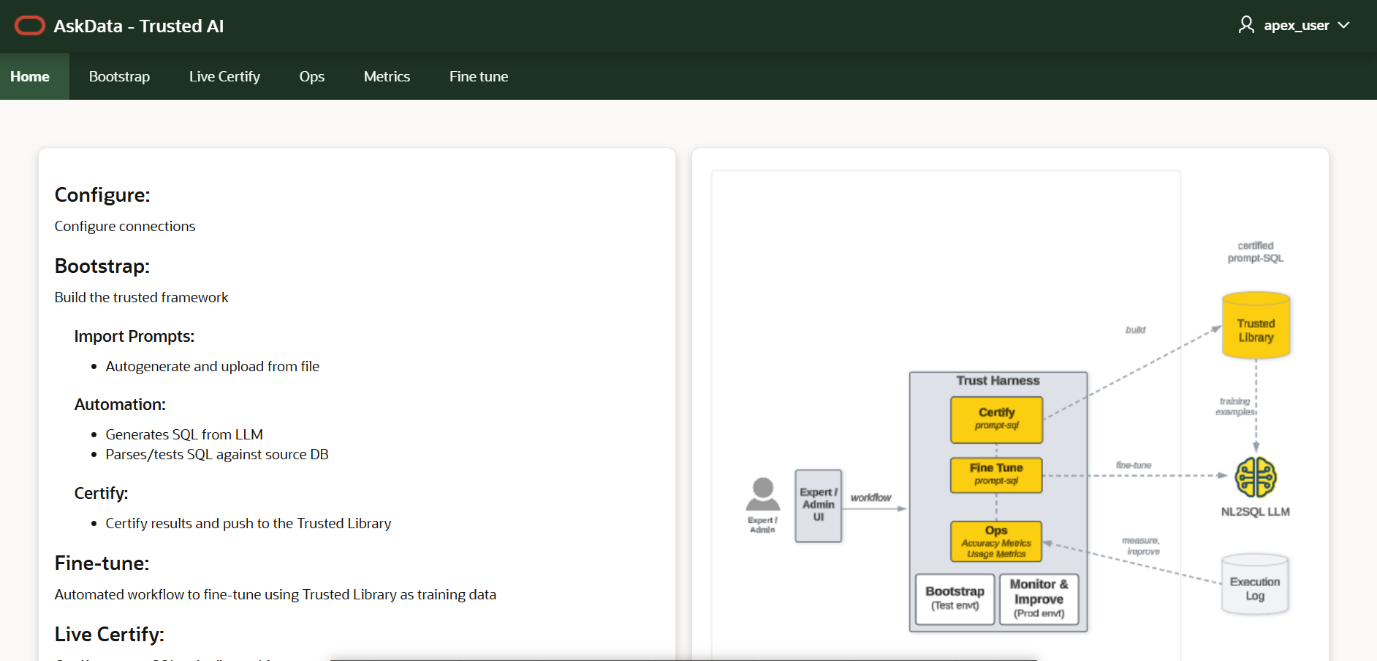 AskData - Trusted AI
apex_user
Home
Bootstrap
Live Certify
Ops
Metrics
Fine tune
Configure:
Configure connections
Bootstrap:
Build the trusted framework
Import Prompts:
Autogenerate and upload from file
Automation:
Generates SQL from LLM
Parses/tests SQL against source DB
Certify:
Certify results and push to the Trusted Library
Fine-tune:
Automated workflow to fine-tune using Trusted Library as training data
Live Certify:
certified
prompt-SQL
Trusted
Library
build
training
examples
Trust Harness
Certify
prompt-sql
Fine Tune
prompt-sql
fine-tune
NL2SQL LLM
Expert /
Admin
Expert /
Admin
UI
workflow
Ops
Accuracy Metrics
Usage Metrics
measure,
improve
Execution
Log
Bootstrap
(Test envt)
Monitor &
Improve
(Prod envt)